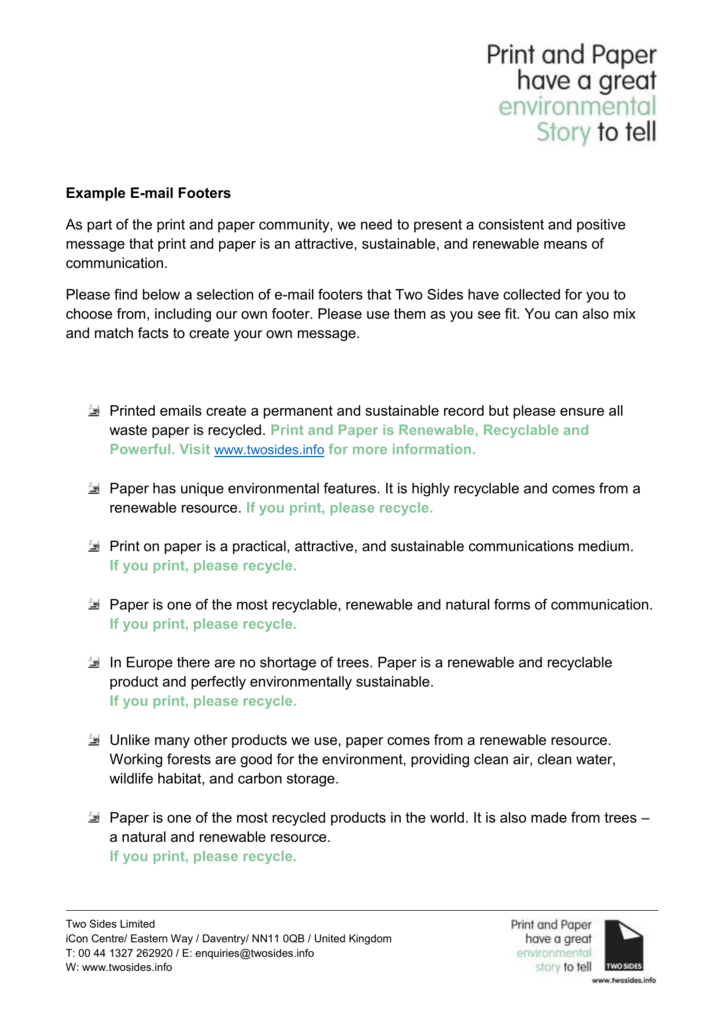 Print and Paper
have a great
environmental
Story to tell
Example E-mail Footers
As part of the print and paper community, we need to present a consistent and positive
message that print and paper is an attractive, sustainable, and renewable means of
communication.
Please find below a selection of e-mail footers that Two Sides have collected for you to
choose from, including our own footer. Please use them as you see fit. You can also mix
and match facts to create your own message.
Printed emails create a permanent and sustainable record but please ensure all
waste paper is recycled. Print and Paper is Renewable, Recyclable and
Powerful. Visit www.twosides.info for more information.
Paper has unique environmental features. It is highly recyclable and comes from a
renewable resource. If you print, please recycle.
Print on paper is a practical, attractive, and sustainable communications medium.
If you print, please recycle.
Paper is one of the most recyclable, renewable and natural forms of communication.
If you print, please recycle.
In Europe there are no shortage of trees. Paper is a renewable and recyclable
product and perfectly environmentally sustainable.
If you print, please recycle.
Unlike many other products we use, paper comes from a renewable resource.
Working forests are good for the environment, providing clean air, clean water,
wildlife habitat, and carbon storage.
Paper is one of the most recycled products in the world. It is also made from trees –
a natural and renewable resource.
If you print, please recycle.
Two Sides Limited
iCon Centre/ Eastern Way / Daventry/ NN11 0QB / United Kingdom
T: 00 44 1327 262920 / E: enquiries@twosides.info
W: www.twosides.info
Print and Paper
have a great
environmental
story to tell
TWO SIDES
www.twosides.info